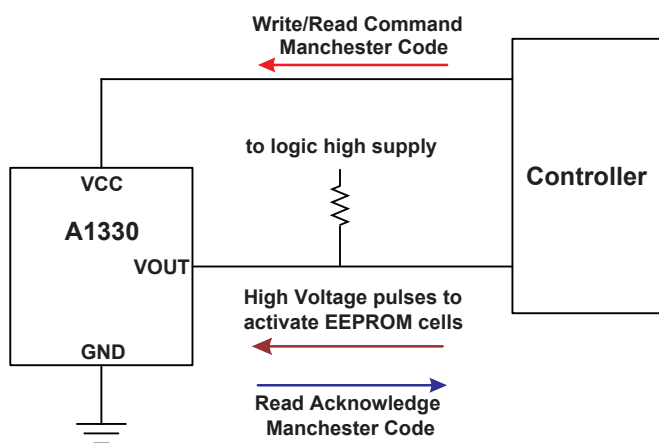 Write/Read Command
Manchester Code
to logic high supply
Controller
VCC
A1330
VOUT
High Voltage pulses to
activate EEPROM cells
GND
Read Acknowledge
Manchester Code